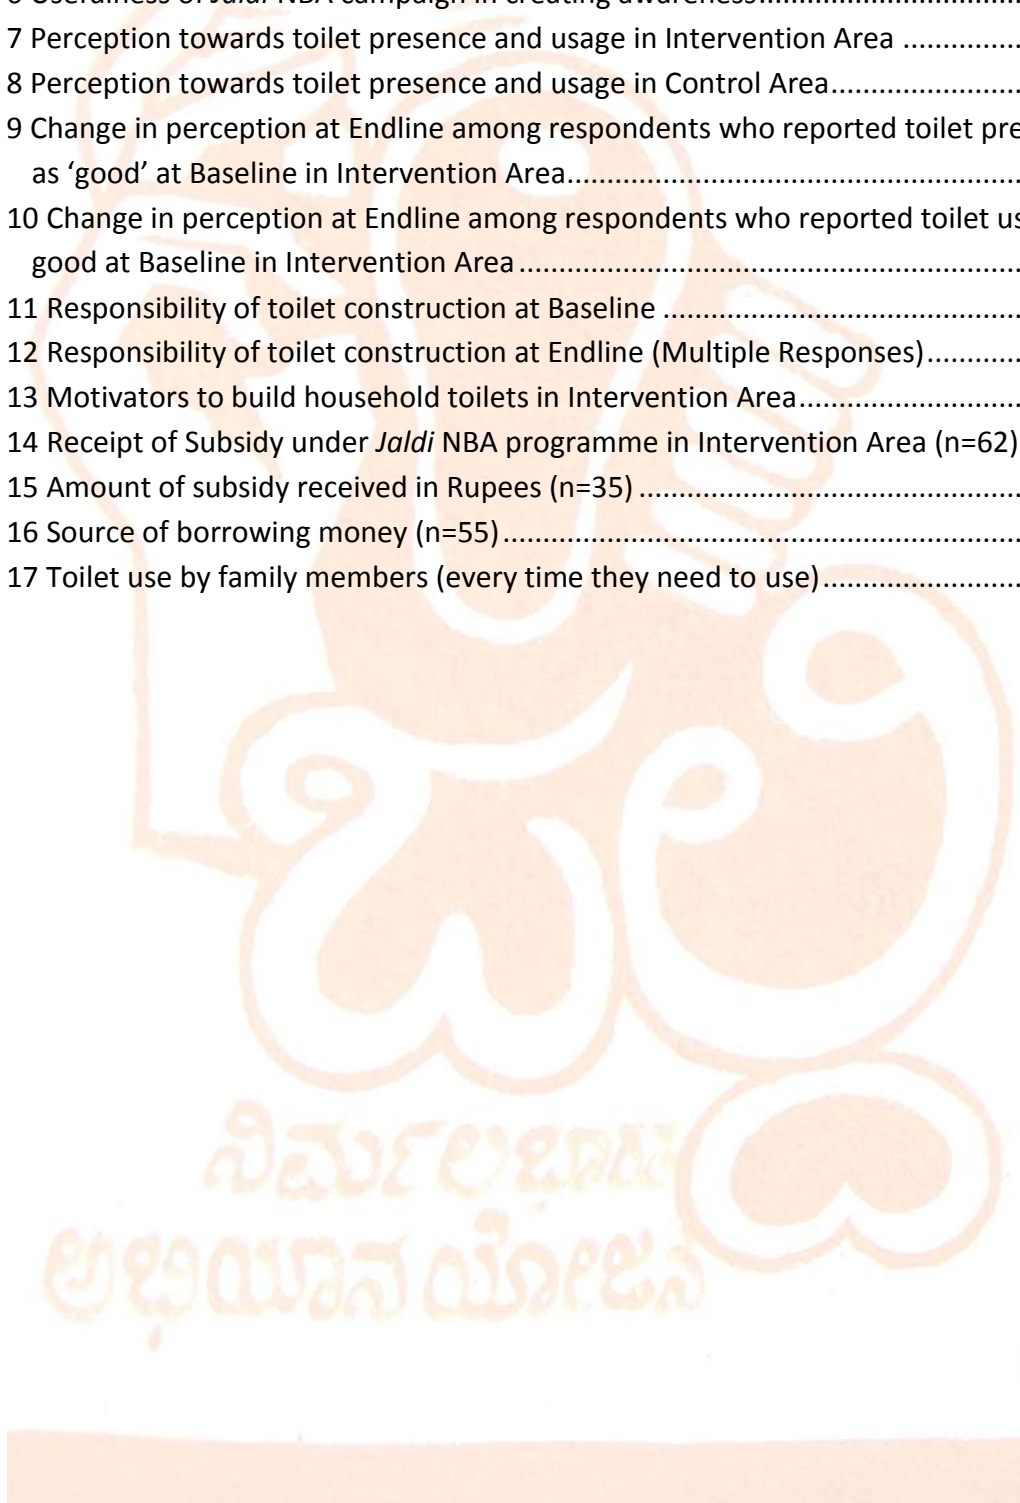 6 Usefulness of Jaldi NBA campaign in creating awareness................................
7 Perception towards toilet presence and usage in Intervention Area ..............
8 Perception towards toilet presence and usage in Control Area.......................
9 Change in perception at Endline among respondents who reported toilet pre
as ‘good’ at Baseline in Intervention Area.........................................................
10 Change in perception at Endline among respondents who reported toilet us
good at Baseline in Intervention Area ..............................................................
11 Responsibility of toilet construction at Baseline ............................................
12 Responsibility of toilet construction at Endline (Multiple Responses)............
13 Motivators to build household toilets in Intervention Area...........................
14 Receipt of Subsidy under Jaldi NBA programme in Intervention Area (n=62)
15 Amount of subsidy received in Rupees (n=35) ...............................................
16 Source of borrowing money (n=55)................................................................
17 Toilet use by family members (every time they need to use).........................
ಜಲ್ದಿ
ನಿರ್ಮಲಭಾರತ
ಅಭಿಯಾನ ಯೋಜನೆ